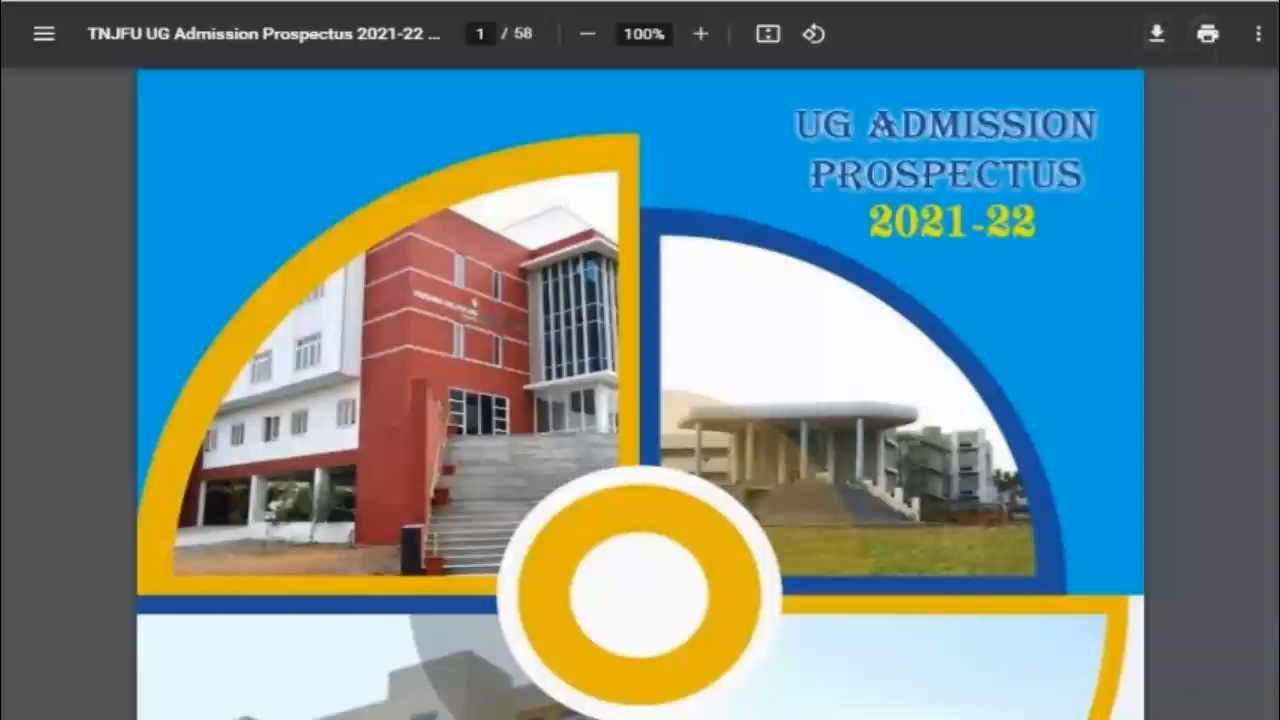 TNJFU UG Admission Prospectus 2021-22 ...
1 / 58
100%
UG ADMISSION
PROSPECTUS
2021-22